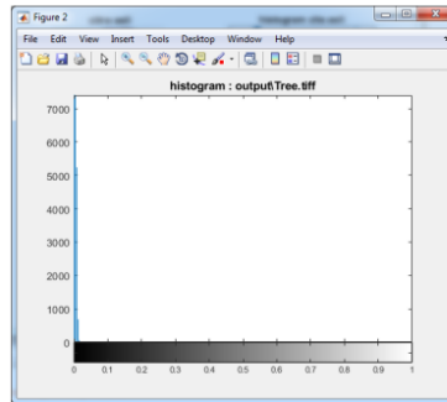 Figure 2
File Edit View Insert Tools Desktop Window Help
histogram : output\Tree.tiff
7000
6000
5000
4000
3000
2000
1000
0
0 0.1 0.2 0.3 0.4 0.5 0.6 0.7 0.8 0.9 1